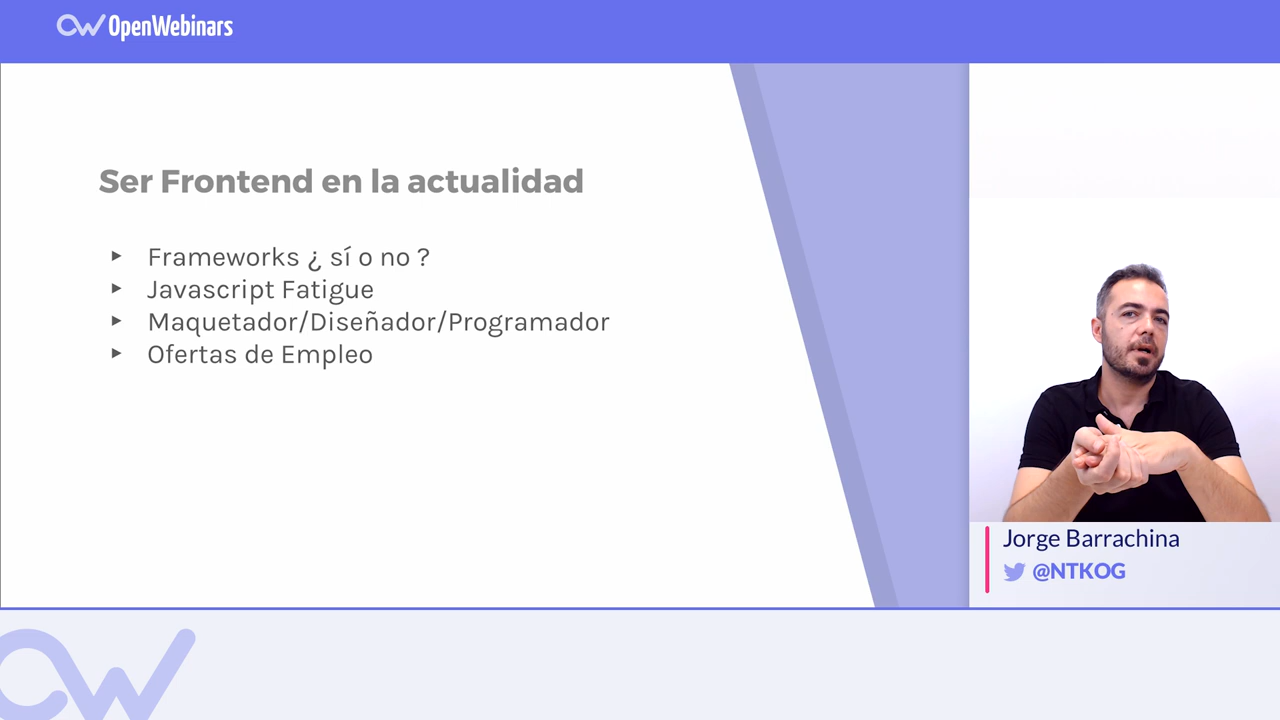 OpenWebinars
Ser Frontend en la actualidad
Frameworks ¿ sí o no ?
Javascript Fatigue
Maquetador/Diseñador/Programador
Ofertas de Empleo
Jorge Barrachina
@NTKOG